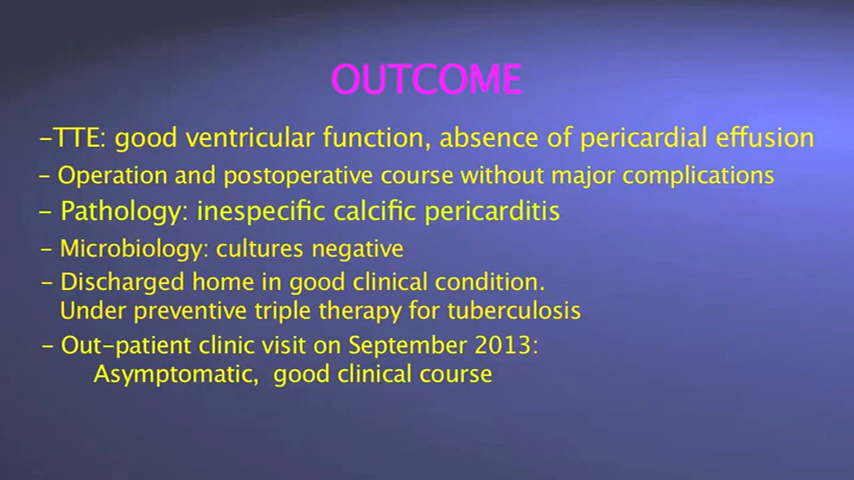 OUTCOME
-TTE: good ventricular function, absence of pericardial effusion
- Operation and postoperative course without major complications
- Pathology: inespecific calcific pericarditis
- Microbiology: cultures negative
- Discharged home in good clinical condition.
Under preventive triple therapy for tuberculosis
- Out-patient clinic visit on September 2013:
Asymptomatic, good clinical course